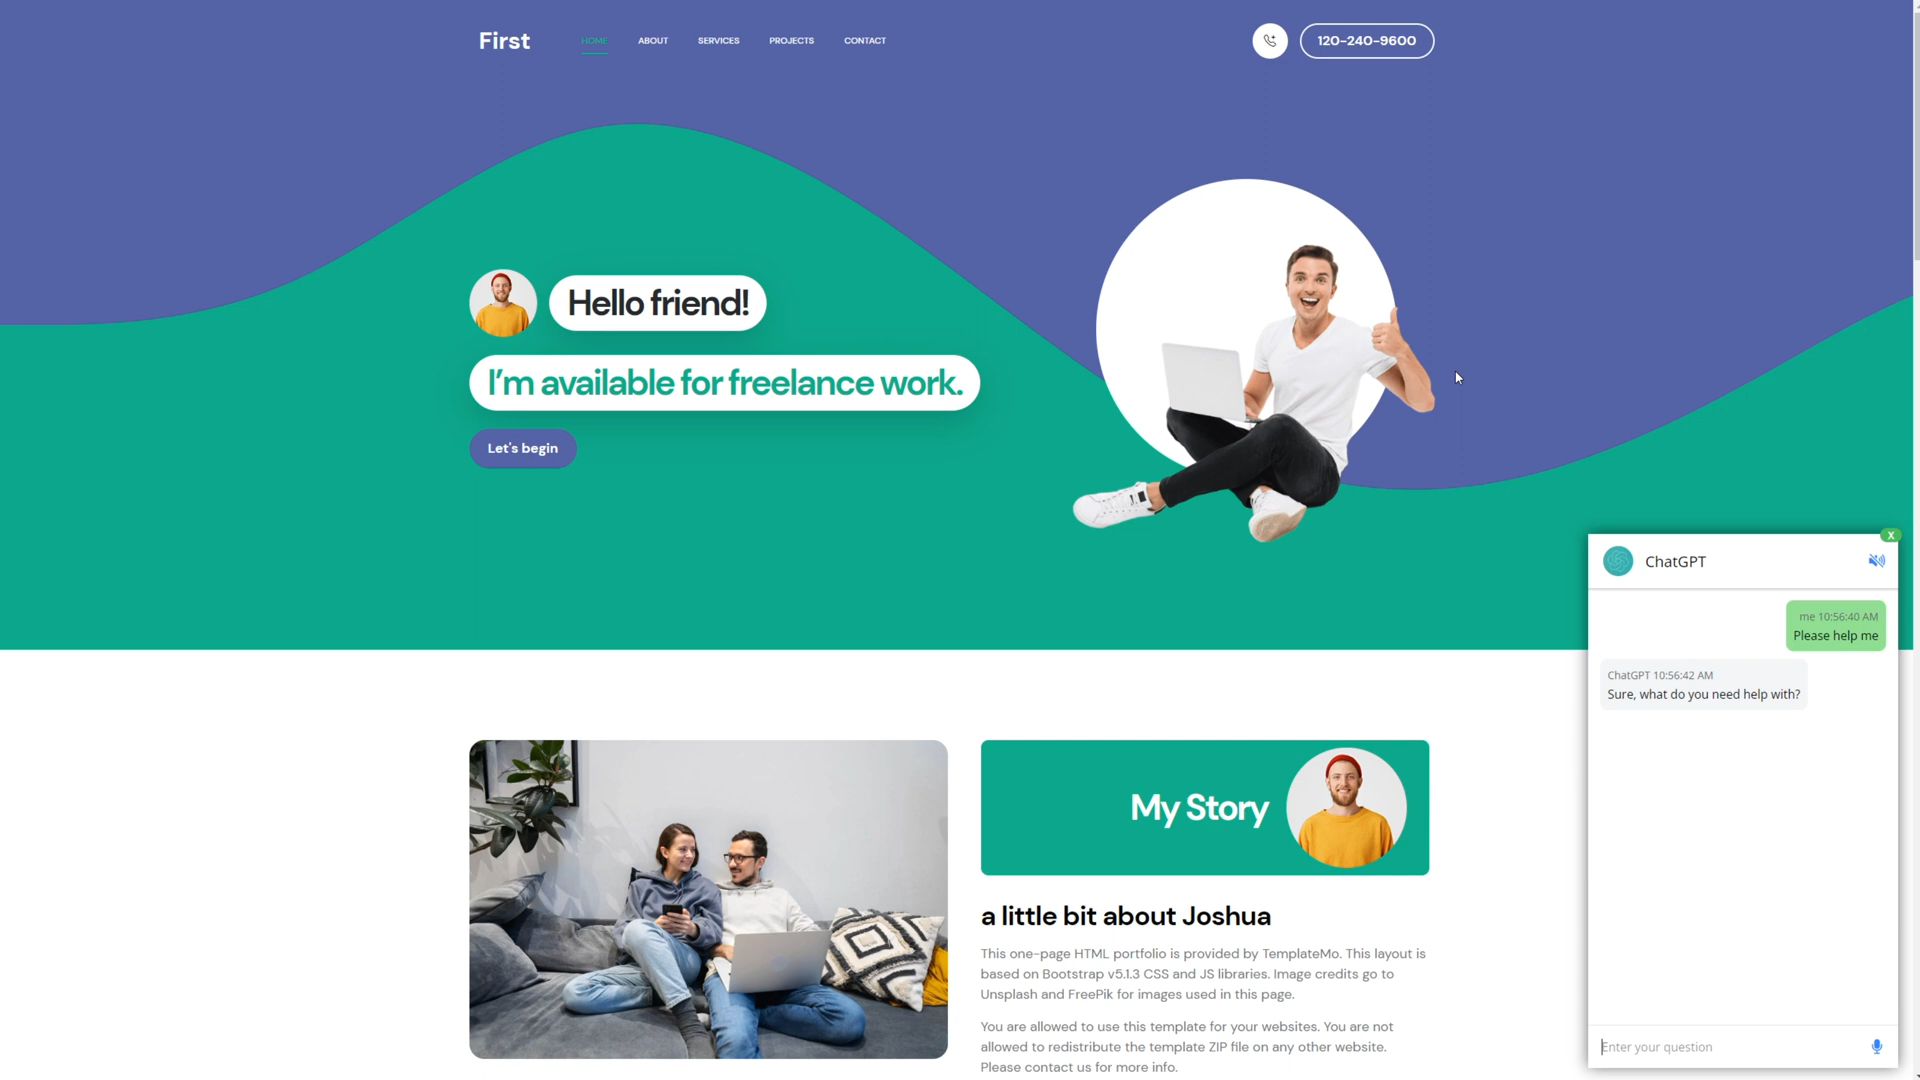 First
HOME
ABOUT
SERVICES
PROJECTS
CONTACT
120-240-9600
Hello friend!
I'm available for freelance work.
Let's begin
My Story
a little bit about Joshua
This one-page HTML portfolio is provided by TemplateMo. This layout is
based on Bootstrap v5.1.3 CSS and JS libraries. Image credits go to
Unsplash and FreePik for images used in this page.
You are allowed to use this template for your websites. You are not
allowed to redistribute the template ZIP file on any other website.
Please contact us for more info.
X
ChatGPT
me 10:56:40 AM
Please help me
ChatGPT 10:56:42 AM
Sure, what do you need help with?
Enter your question